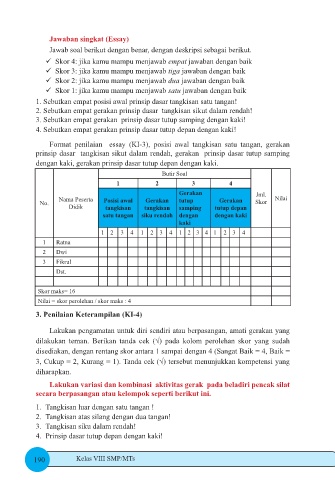 Jawaban singkat (Essay)
Jawab soal berikut dengan benar, dengan deskripsi sebagai berikut.
✓ Skor 4: jika kamu mampu menjawab empat jawaban dengan baik
✓ Skor 3: jika kamu mampu menjawab tiga jawaban dengan baik
✓ Skor 2: jika kamu mampu menjawab dua jawaban dengan baik
✓ Skor 1: jika kamu mampu menjawab satu jawaban dengan baik
1. Sebutkan empat posisi awal prinsip dasar tangkisan satu tangan!
2. Sebutkan empat gerakan prinsip dasar tangkisan sikut dalam rendah!
3. Sebutkan empat gerakan prinsip dasar tutup samping dengan kaki!
4. Sebutkan empat gerakan prinsip dasar tutup depan dengan kaki!
Format penilaian essay (KI-3), posisi awal tangkisan satu tangan, gerakan
prinsip dasar tangkisan sikut dalam rendah, gerakan prinsip dasar tutup samping
dengan kaki, gerakan prinsip dasar tutup depan dengan kaki.
No. Nama Peserta Didik Butir Soal Jml. Skor Nilai
1 2 3 4
Posisi awal tangkisan satu tangan
Gerakan tangkisan siku rendah
Gerakan tutup samping dengan kaki
Gerakan tutup depan dengan kaki
1 2 3 4 1 2 3 4 1 2 3 4 1 2 3 4
1 Ratna
2 Dwi
3 Fikral
Dst.
Skor maks= 16
Nilai = skor perolehan / skor maks : 4
3. Penilaian Keterampilan (KI-4)
Lakukan pengamatan untuk diri sendiri atau berpasangan, amati gerakan yang
dilakukan teman. Berikan tanda cek (√) pada kolom perolehan skor yang sudah
disediakan, dengan rentang skor antara 1 sampai dengan 4 (Sangat Baik = 4, Baik =
3, Cukup = 2, Kurang = 1). Tanda cek (√) tersebut menunjukkan kompetensi yang
diharapkan.
Lakukan variasi dan kombinasi aktivitas gerak pada beladiri pencak silat
secara berpasangan atau kelompok seperti berikut ini.
1. Tangkisan luar dengan satu tangan !
2. Tangkisan atas silang dengan dua tangan!
3. Tangkisan siku dalam rendah!
4. Prinsip dasar tutup depan dengan kaki!
190 Kelas VIII SMP/MTs